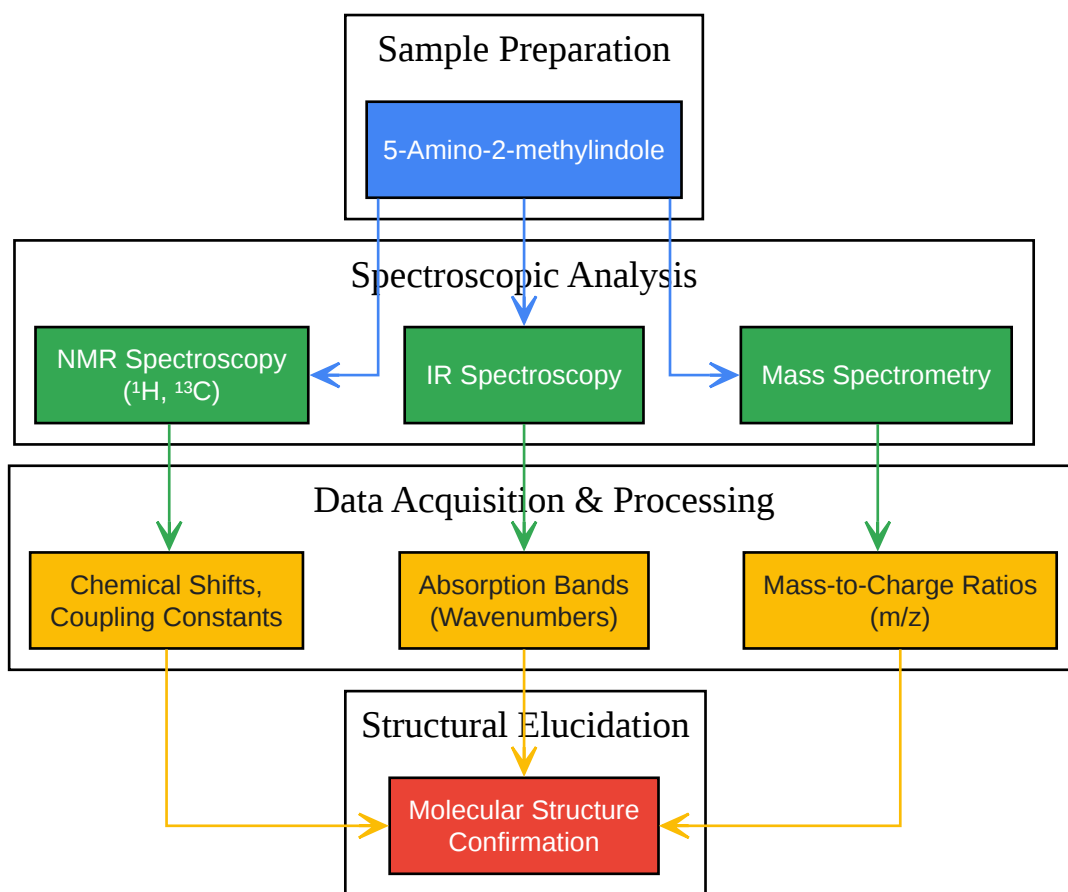 Sample Preparation
5-Amino-2-methylindole
Spectroscopic Analysis
NMR Spectroscopy
(¹H, ¹³C)
IR Spectroscopy
Mass Spectrometry
Data Acquisition & Processing
Chemical Shifts,
Coupling Constants
Absorption Bands
(Wavenumbers)
Mass-to-Charge Ratios
(m/z)
Structural Elucidation
Molecular Structure
Confirmation